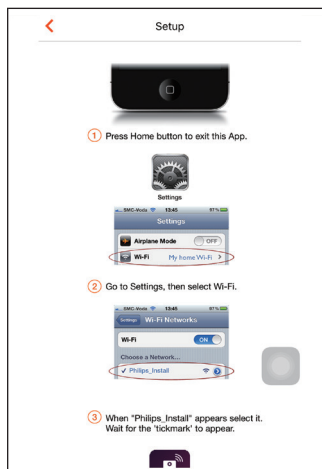 Setup
1 Press Home button to exit this App.
Settings
SMC-Voda 13:45 97%
Settings
Airplane Mode OFF
Wi-Fi My home Wi-Fi
2 Go to Settings, then select Wi-Fi.
SMC-Voda 13:45 97%
Settings Wi-Fi Networks
Wi-Fi ON
Choose a Network...
✓ Philips_Install
3 When "Philips_Install" appears select it.
Wait for the 'tickmark' to appear.